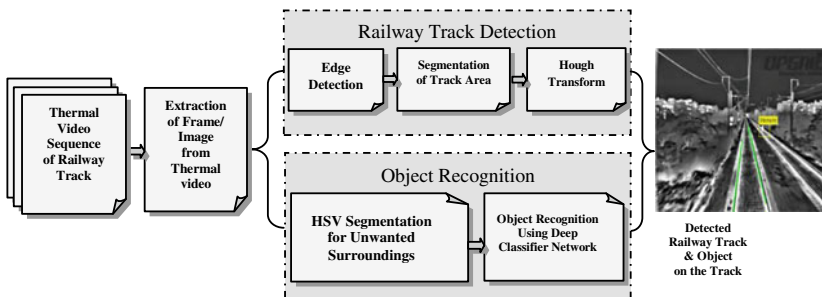 Railway Track Detection
Edge
Detection
Segmentation
of Track Area
Hough
Transform
Thermal
Video
Sequence
of Railway
Track
Extraction
of Frame/
Image
from
Thermal
video
Object Recognition
HSV Segmentation
for Unwanted
Surroundings
Object Recognition
Using Deep
Classifier Network
Detected
Railway Track
& Object
on the Track